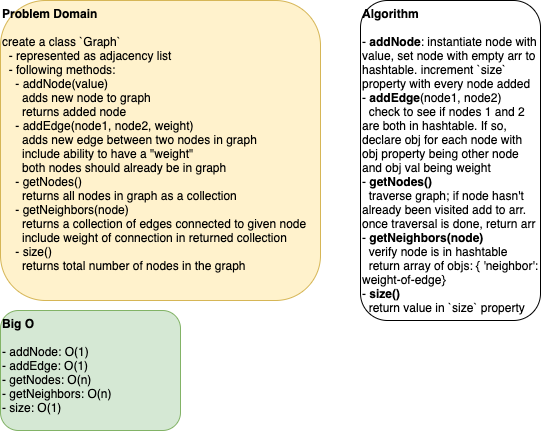 Problem Domain
create a class `Graph`
- represented as adjacency list
- following methods:
- addNode(value)
adds new node to graph
returns added node
- addEdge(node1, node2, weight)
adds new edge between two nodes in graph
include ability to have a "weight"
both nodes should already be in graph
- getNodes()
returns all nodes in graph as a collection
- getNeighbors(node)
returns a collection of edges connected to given node
include weight of connection in returned collection
- size()
returns total number of nodes in the graph
Algorithm
- addNode: instantiate node with
value, set node with empty arr to
hashtable. increment `size`
property with every node added
- addEdge(node1, node2)
check to see if nodes 1 and 2
are both in hashtable. If so,
declare obj for each node with
obj property being other node
and obj val being weight
- getNodes()
traverse graph; if node hasn't
already been visited add to arr.
once traversal is done, return arr
- getNeighbors(node)
verify node is in hashtable
return array of objs: { 'neighbor':
weight-of-edge}
- size()
return value in `size` property
Big O
- addNode: O(1)
- addEdge: O(1)
- getNodes: O(n)
- getNeighbors: O(n)
- size: O(1)